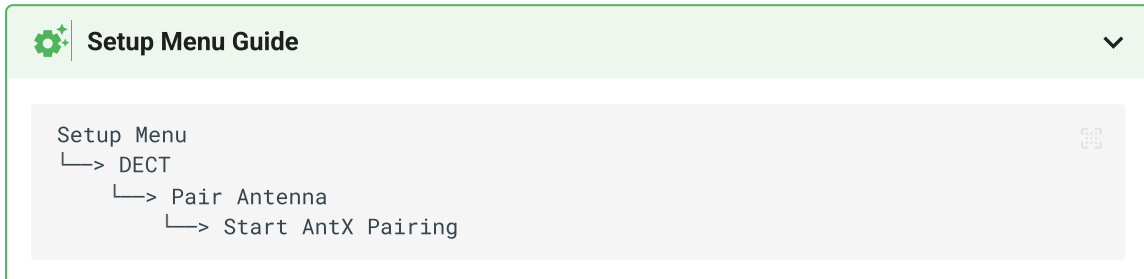 Setup Menu Guide
Setup Menu
└──> DECT
└──> Pair Antenna
└──> Start AntX Pairing